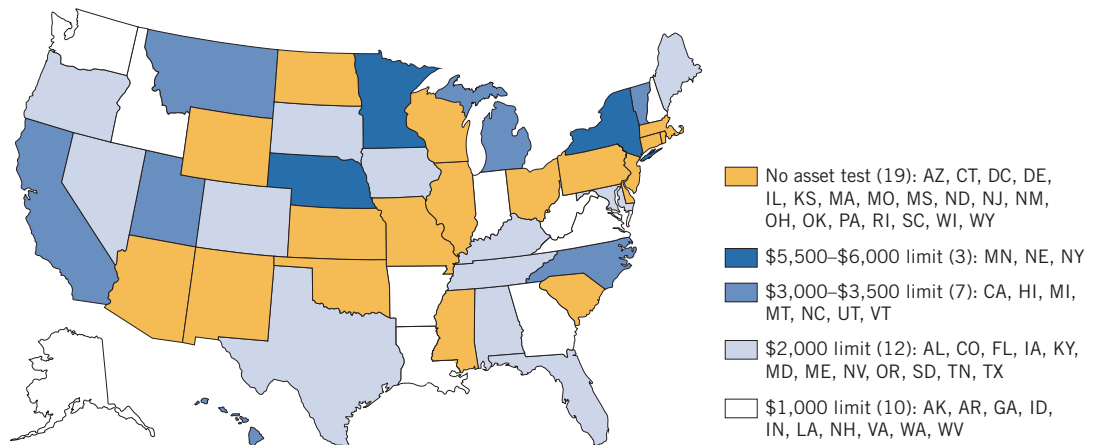 No asset test (19): AZ, CT, DC, DE,
IL, KS, MA, MO, MS, ND, NJ, NM,
OH, OK, PA, RI, SC, WI, WY
$5,500–$6,000 limit (3): MN, NE, NY
$3,000–$3,500 limit (7): CA, HI, MI,
MT, NC, UT, VT
$2,000 limit (12): AL, CO, FL, IA, KY,
MD, ME, NV, OR, SD, TN, TX
$1,000 limit (10): AK, AR, GA, ID,
IN, LA, NH, VA, WA, WV